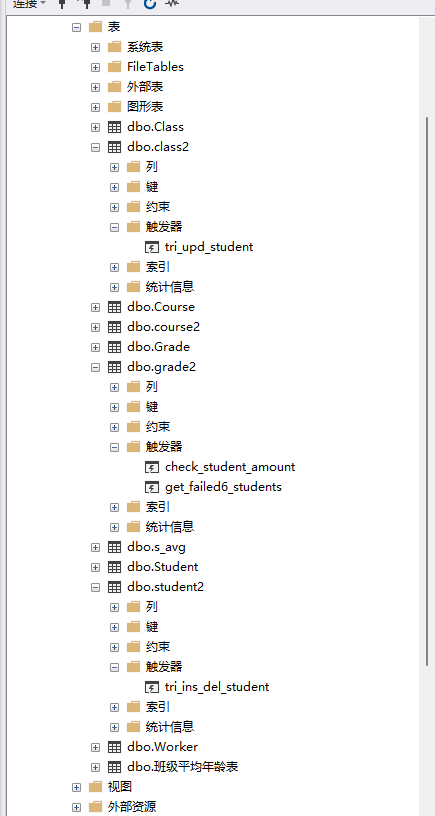 连接
表
系统表
FileTables
外部表
图形表
dbo.Class
dbo.class2
列
键
约束
触发器
tri_upd_student
索引
统计信息
dbo.Course
dbo.course2
dbo.Grade
dbo.grade2
列
键
约束
触发器
check_student_amount
get_failed6_students
索引
统计信息
dbo.s_avg
dbo.Student
dbo.student2
列
键
约束
触发器
tri_ins_del_student
索引
统计信息
dbo.Worker
dbo.班级平均年龄表
视图
外部资源